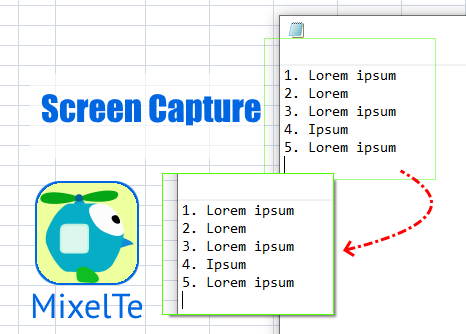 Screen Capture
MixelTe
1. Lorem ipsum
2. Lorem
3. Lorem ipsum
4. Ipsum
5. Lorem ipsum
1. Lorem ipsum
2. Lorem
3. Lorem ipsum
4. Ipsum
5. Lorem ipsum